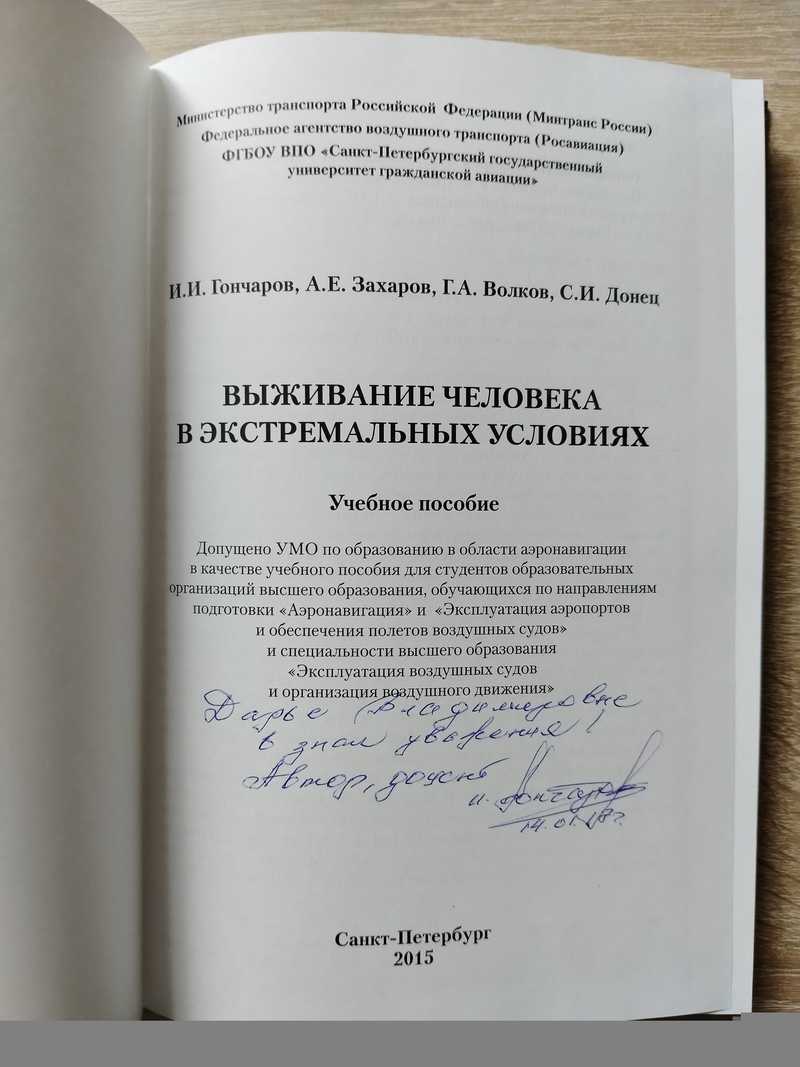 Министерство транспорта Российской Федерации (Минтранс России)
Федеральное агентство воздушного транспорта (Росавиация)
ФГБОУ ВПО «Санкт-Петербургский государственный
университет гражданской авиации»
И.И. Гончаров, А.Е. Захаров, Г.А. Волков, С.И. Донец
ВЫЖИВАНИЕ ЧЕЛОВЕКА
В ЭКСТРЕМАЛЬНЫХ УСЛОВИЯХ
Учебное пособие
Допущено УМО по образованию в области аэронавигации
в качестве учебного пособия для студентов образовательных
организаций высшего образования, обучающихся по направлениям
подготовки «Аэронавигация» и «Эксплуатация аэропортов
и обеспечения полетов воздушных судов»
и специальности высшего образования
«Эксплуатация воздушных судов
и организация воздушного движения»
Дарье Владимировне
в знак уважения!
Автор, доцент
И. Гончаров
14.01.18г.
Санкт-Петербург
2015